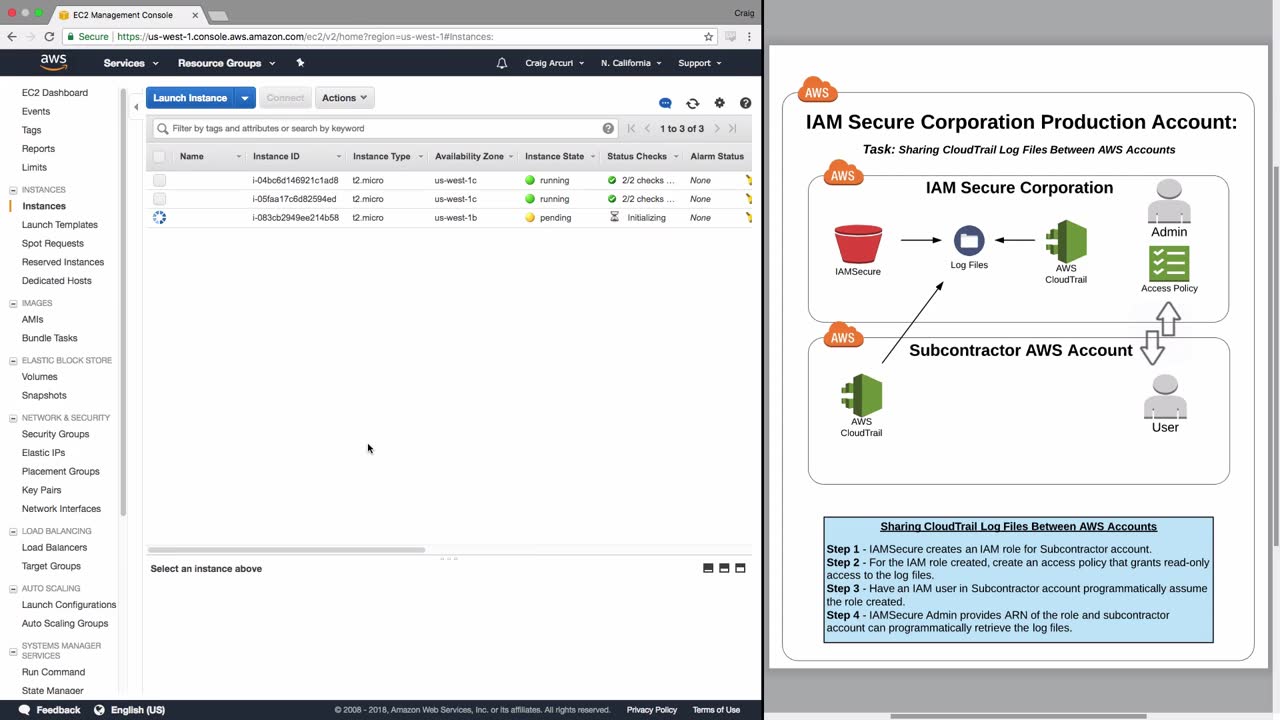 EC2 Management Console
Craig
Secure
https://us-west-1.console.aws.amazon.com/ec2/v2/home?region=us-west-1#Instances:
aws
Services
Resource Groups
Craig Arcuri
N. California
Support
EC2 Dashboard
Events
Tags
Reports
Limits
INSTANCES
Instances
Launch Templates
Spot Requests
Reserved Instances
Dedicated Hosts
IMAGES
AMIs
Bundle Tasks
ELASTIC BLOCK STORE
Volumes
Snapshots
NETWORK & SECURITY
Security Groups
Elastic IPs
Placement Groups
Key Pairs
Network Interfaces
LOAD BALANCING
Load Balancers
Target Groups
AUTO SCALING
Launch Configurations
Auto Scaling Groups
SYSTEMS MANAGER
SERVICES
Run Command
State Manager
Launch Instance
Connect
Actions
Filter by tags and attributes or search by keyword
1 to 3 of 3
Name Instance ID Instance Type Availability Zone Instance State Status Checks Alarm Status
i-04bc6d146921c1ad8 t2.micro us-west-1c running 2/2 checks ... None
i-05faa17c6d82594ed t2.micro us-west-1c running 2/2 checks ... None
i-083cb2949ee214b58 t2.micro us-west-1b pending Initializing None
Select an instance above
Feedback
English (US)
© 2008 - 2018, Amazon Web Services, Inc. or its affiliates. All rights reserved.
Privacy Policy
Terms of Use
AWS
IAM Secure Corporation Production Account:
Task: Sharing CloudTrail Log Files Between AWS Accounts
AWS
IAM Secure Corporation
Admin
IAMSecure
Log Files
AWS
CloudTrail
Access Policy
AWS
Subcontractor AWS Account
AWS
CloudTrail
User
Sharing CloudTrail Log Files Between AWS Accounts
Step 1 - IAMSecure creates an IAM role for Subcontractor account.
Step 2 - For the IAM role created, create an access policy that grants read-only
access to the log files.
Step 3 - Have an IAM user in Subcontractor account programmatically assume
the role created.
Step 4 - IAMSecure Admin provides ARN of the role and subcontractor
account can programmatically retrieve the log files.